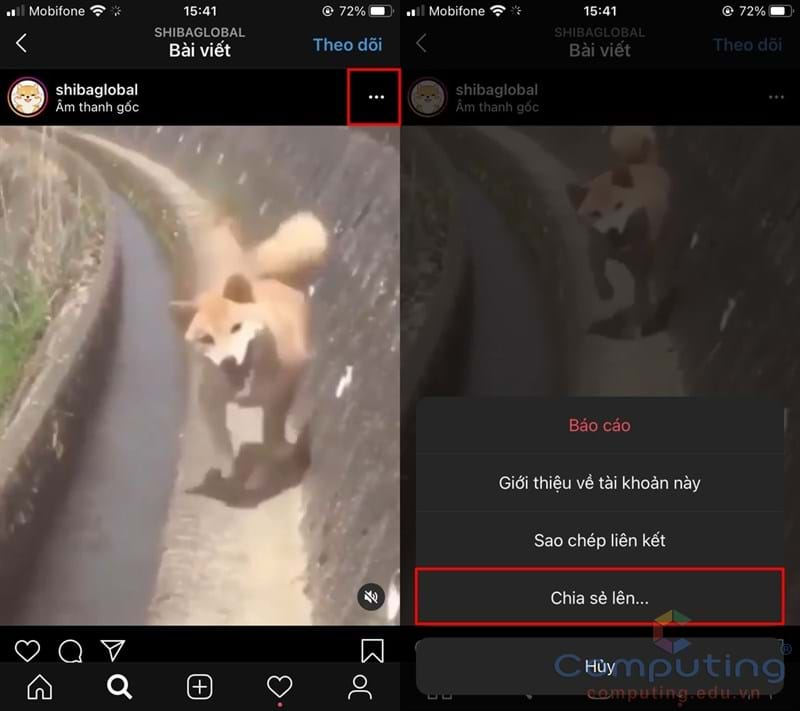 Mobifone 15:41 72%
SHIBAGLOBAL
Bài viết
Theo dõi
shibaglobal
Âm thanh gốc
Mobifone 15:41 72%
SHIBAGLOBAL
Bài viết
Theo dõi
shibaglobal
Âm thanh gốc
Báo cáo
Giới thiệu về tài khoản này
Sao chép liên kết
Chia sẻ lên...
Hủy
Computing®
computing.edu.vn